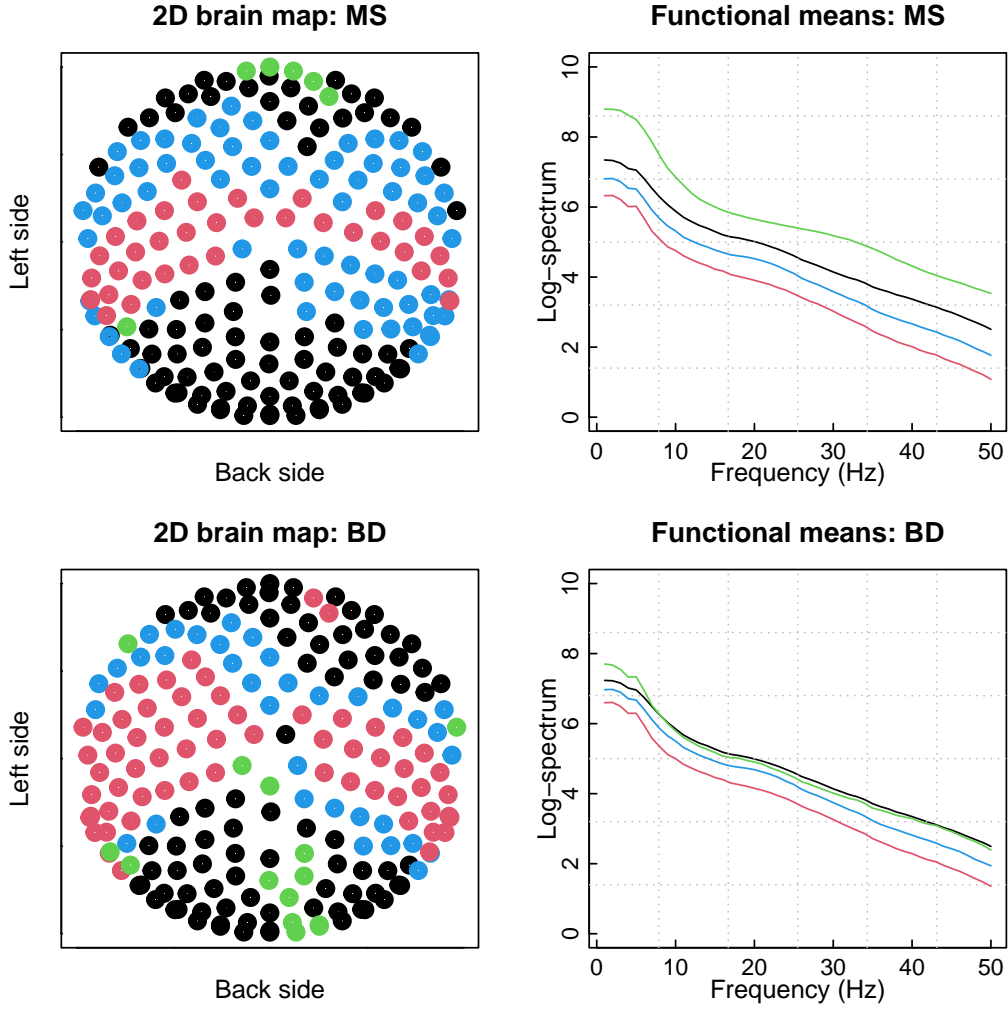 2D brain map: MS
Left side
Back side
Functional means: MS
Log−spectrum
10
8
6
4
2
0
0 10 20 30 40 50
Frequency (Hz)
2D brain map: BD
Left side
Back side
Functional means: BD
Log−spectrum
10
8
6
4
2
0
0 10 20 30 40 50
Frequency (Hz)